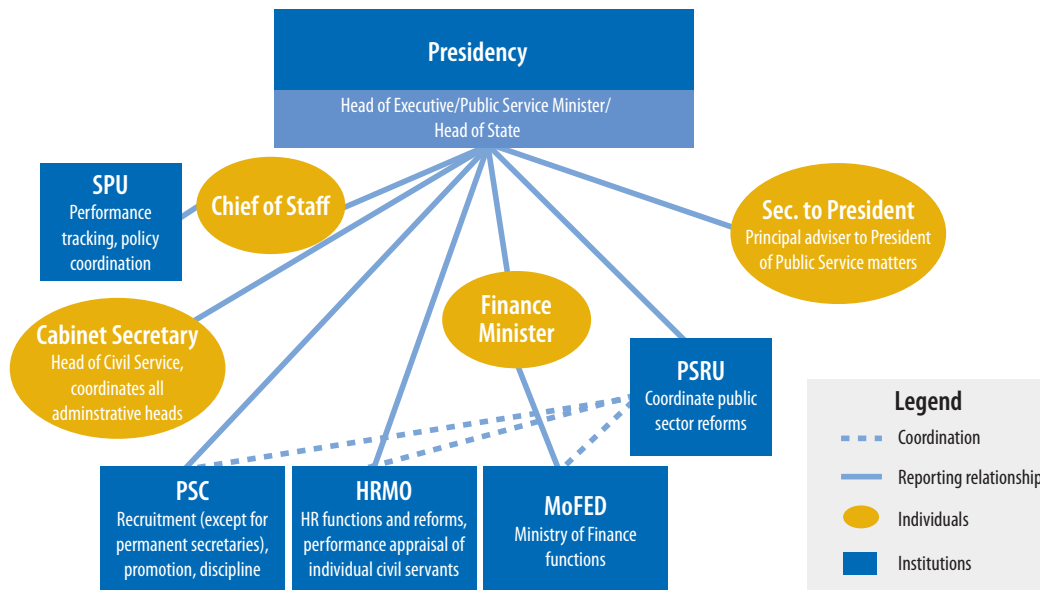 Presidency
Head of Executive/Public Service Minister/
Head of State
SPU
Performance
tracking, policy
coordination
Chief of Staff
Sec. to President
Principal adviser to President
of Public Service matters
Cabinet Secretary
Head of Civil Service,
coordinates all
adminstrative heads
Finance
Minister
PSRU
Coordinate public
sector reforms
PSC
Recruitment (except for
permanent secretaries),
promotion, discipline
HRMO
HR functions and reforms,
performance appraisal of
individual civil servants
MoFED
Ministry of Finance
functions
Legend
Coordination
Reporting relationship
Individuals
Institutions